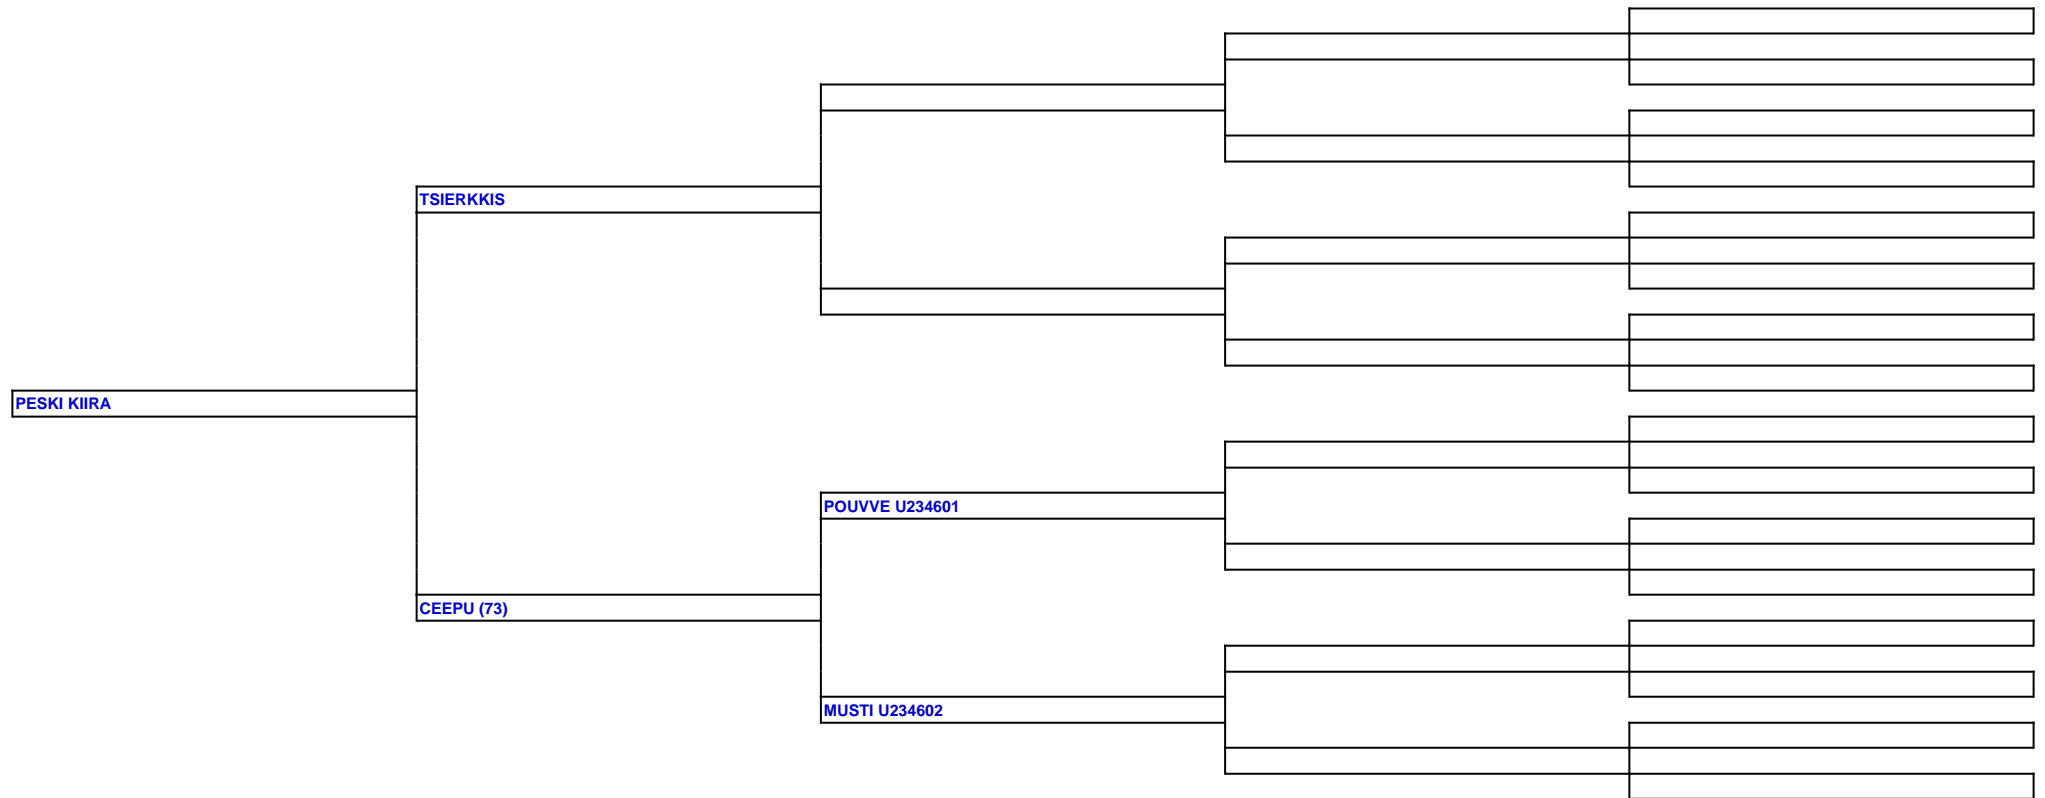 TSIERKKIS
PESKI KIIRA
POUVVE U234601
CEEPU (73)
MUSTI U234602